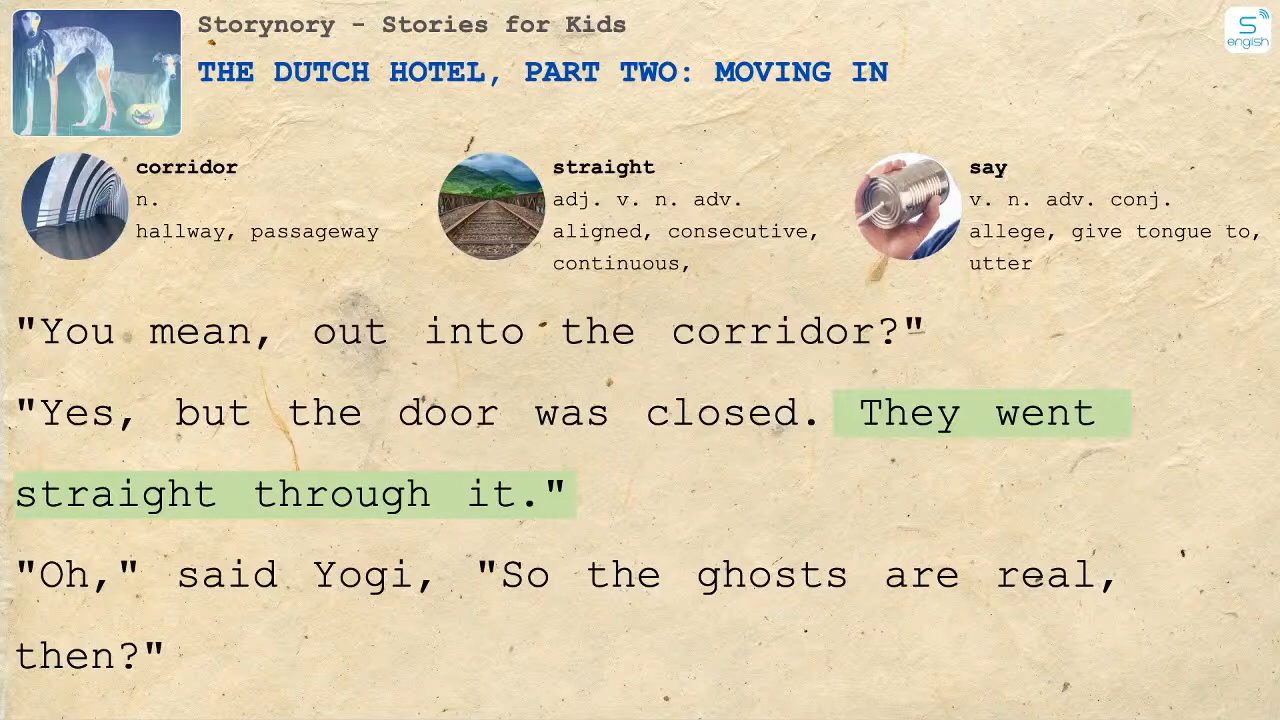 Storynory - Stories for Kids
THE DUTCH HOTEL, PART TWO: MOVING IN
S
english
corridor
n.
hallway, passageway
straight
adj. v. n. adv.
aligned, consecutive,
continuous,
say
v. n. adv. conj.
allege, give tongue to,
utter
"You mean, out into the corridor?"
"Yes, but the door was closed. They went
straight through it."
"Oh," said Yogi, "So the ghosts are real,
then?"